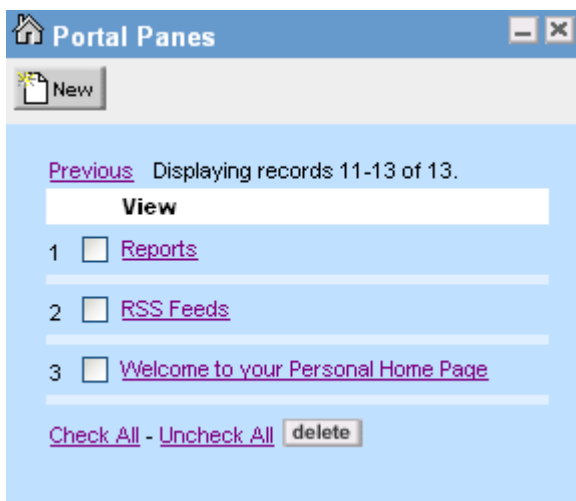 Portal Panes
New
Previous Displaying records 11-13 of 13.
View
1 Reports
2 RSS Feeds
3 Welcome to your Personal Home Page
Check All - Uncheck All delete